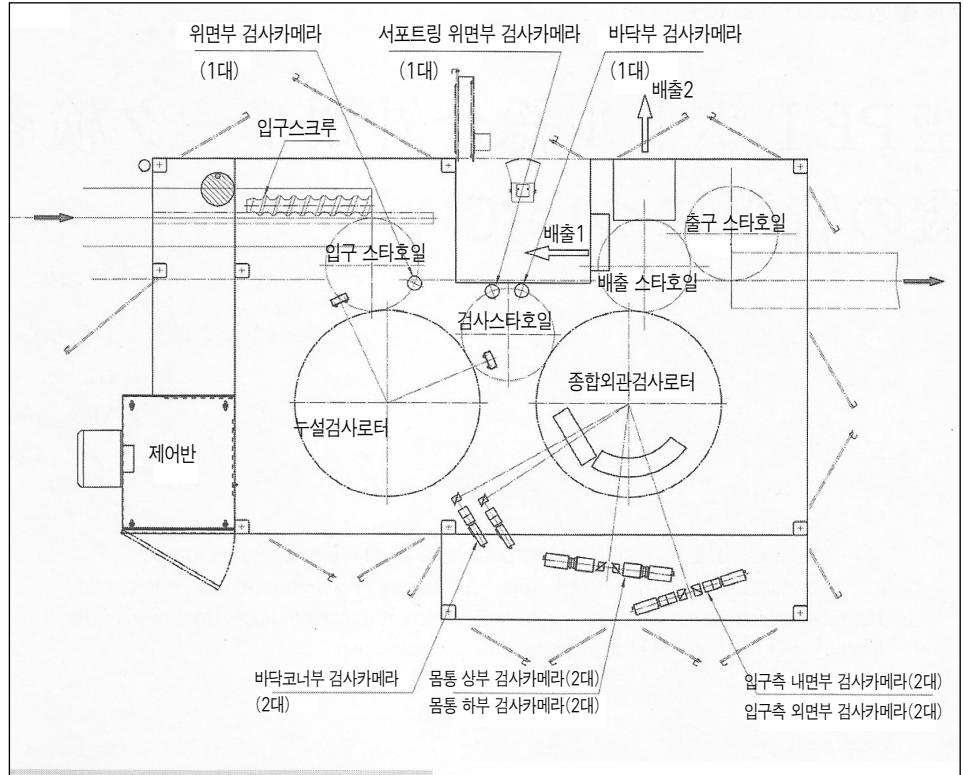 위면부 검사카메라
(1대)
서포트링 위면부 검사카메라
(1대)
바닥부 검사카메라
(1대)
배출2
입구스크루
배출1
출구 스타호일
입구 스타호일
배출 스타호일
검사스타호일
종합외관검사로터
누설검사로터
제어반
바닥코너부 검사카메라
(2대)
몸통 상부 검사카메라(2대)
몸통 하부 검사카메라(2대)
입구측 내면부 검사카메라(2대)
입구측 외면부 검사카메라(2대)